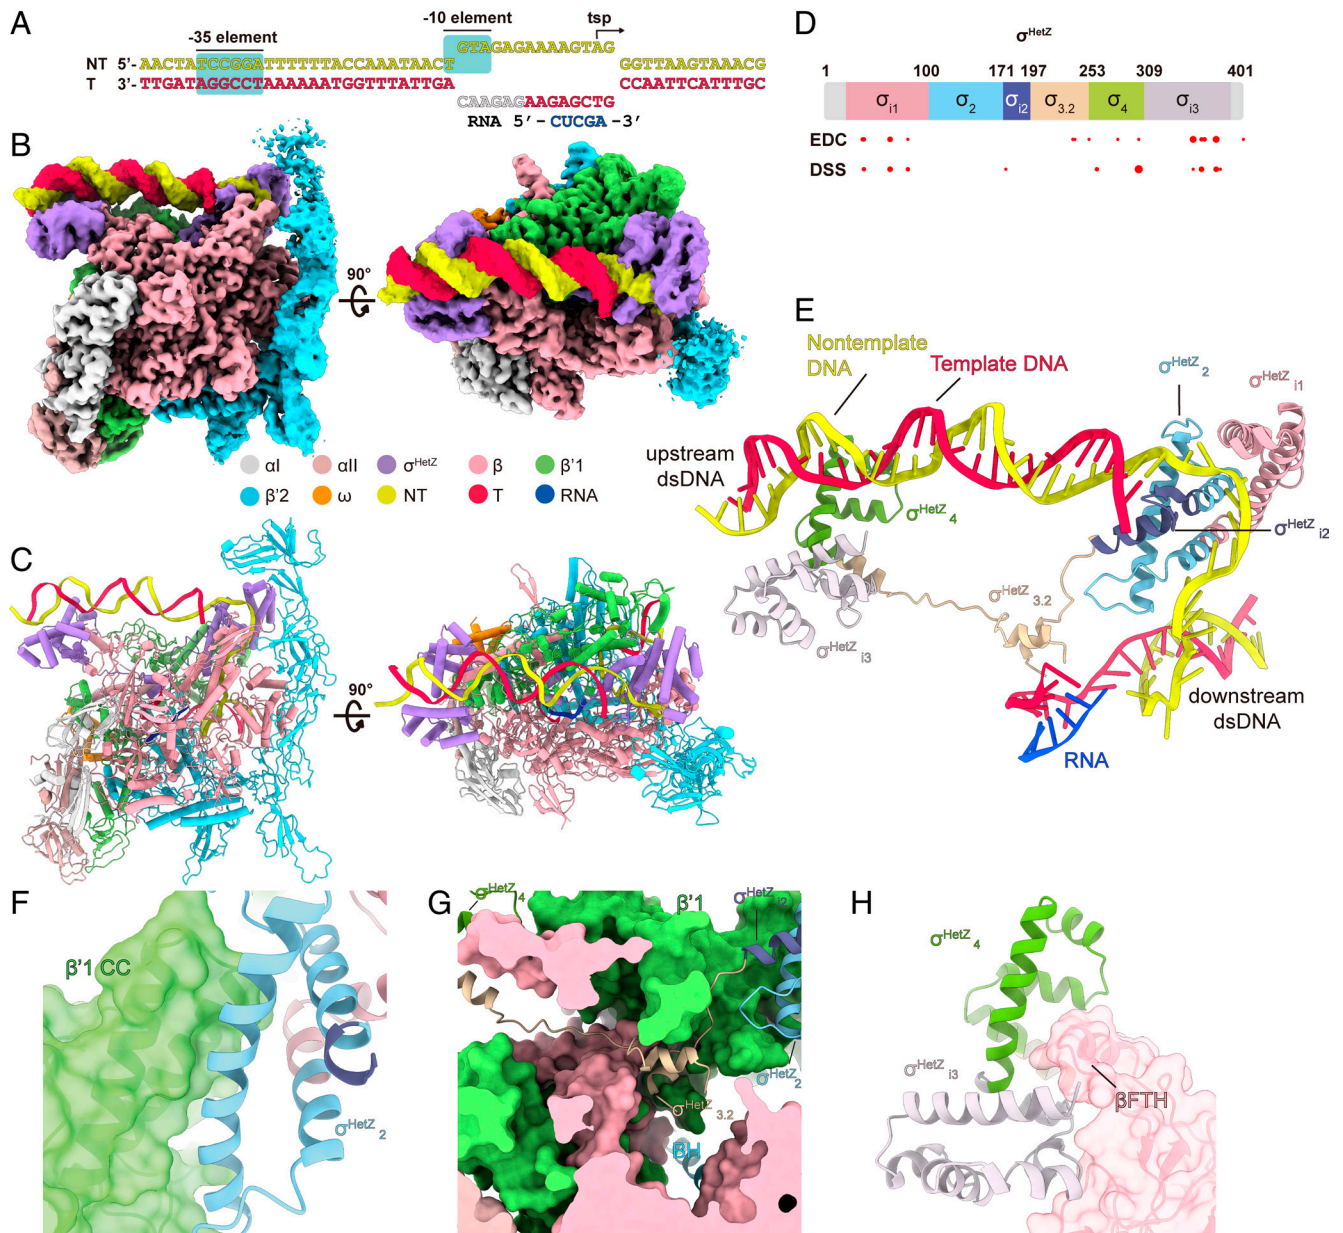 A
-35 element
-10 element
tsp
GTAGAGAAAAGTAG
NT 5'- AACTATCCGGATTTTTTACCAAATAACT GGTTAAGTAAACG
T 3'- TTGATAGGCCTAAAAAATGGTTTATTGA CCAATTCATTTGC
CAAGAGAAGAGCTG
RNA 5'-CUCGA-3'
B
90°
αI αII σHetZ β β'1
β'2 ω NT T RNA
C
90°
D
σHetZ
1 100 171 197 253 309 401
σi1 σ2 σi2 σ3.2 σ4 σi3
EDC
DSS
E
Nontemplate
DNA
Template DNA
σHetZ2
σHetZi1
upstream
dsDNA
σHetZ4
σHetZi2
σHetZ3.2
σHetZi3
downstream
dsDNA
RNA
F
β'1 CC
σHetZ2
G
σHetZ4
β'1
σHetZi2
σHetZ2
σHetZ3.2
BH
H
σHetZ4
σHetZi3
βFTH